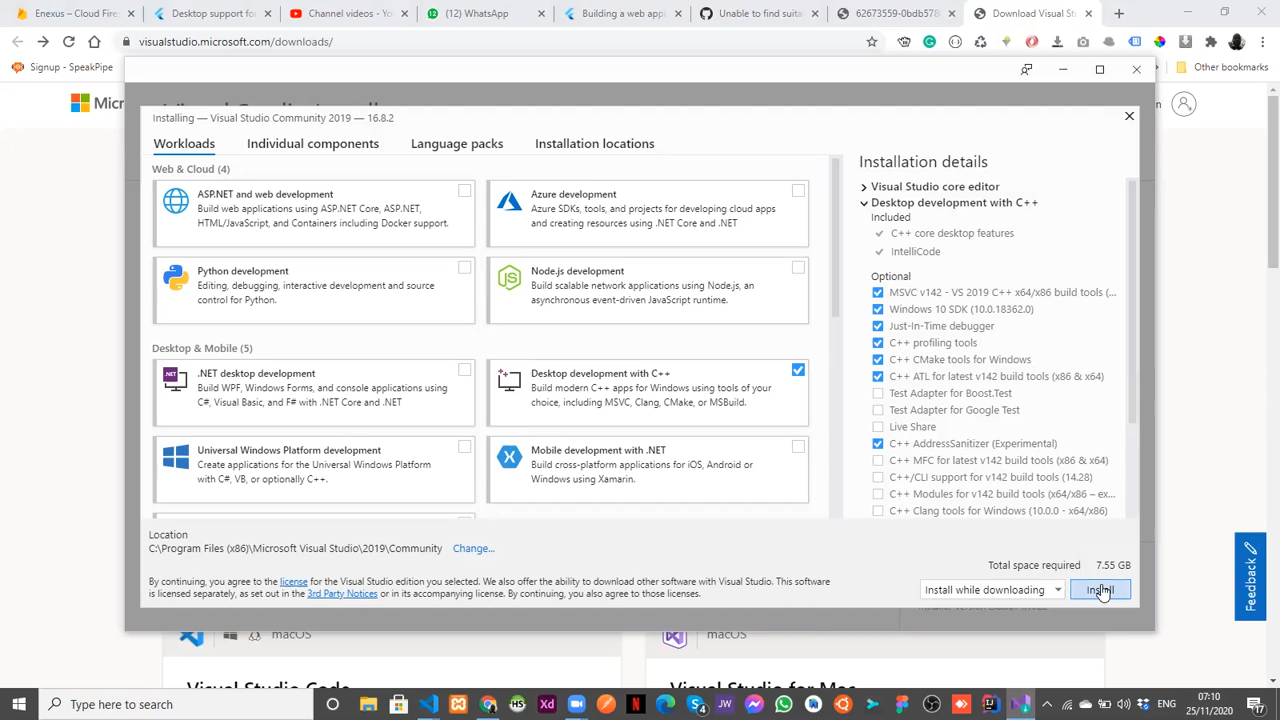 Enexus – Cloud Fires
Desktop support fo
Channel videos - Yo
(12) WhatsApp
Building a web appl
Unable to find suita
62673559-0bdb578
Download Visual Stu
visualstudio.microsoft.com/downloads/
Signup - SpeakPipe
Other bookmarks
Micr
Installing — Visual Studio Community 2019 — 16.8.2
Workloads
Individual components
Language packs
Installation locations
Web & Cloud (4)
ASP.NET and web development
Build web applications using ASP.NET Core, ASP.NET,
HTML/JavaScript, and Containers including Docker support.
Azure development
Azure SDKs, tools, and projects for developing cloud apps
and creating resources using .NET Core and .NET
Python development
Editing, debugging, interactive development and source
control for Python.
Node.js development
Build scalable network applications using Node.js, an
asynchronous event-driven JavaScript runtime.
Desktop & Mobile (5)
.NET desktop development
Build WPF, Windows Forms, and console applications using
C#, Visual Basic, and F# with .NET Core and .NET
Desktop development with C++
Build modern C++ apps for Windows using tools of your
choice, including MSVC, Clang, CMake, or MSBuild.
Universal Windows Platform development
Create applications for the Universal Windows Platform
with C#, VB, or optionally C++.
Mobile development with .NET
Build cross-platform applications for iOS, Android or
Windows using Xamarin.
Installation details
Visual Studio core editor
Desktop development with C++
Included
C++ core desktop features
IntelliCode
Optional
MSVC v142 - VS 2019 C++ x64/x86 build tools (...
Windows 10 SDK (10.0.18362.0)
Just-In-Time debugger
C++ profiling tools
C++ CMake tools for Windows
C++ ATL for latest v142 build tools (x86 & x64)
Test Adapter for Boost.Test
Test Adapter for Google Test
Live Share
C++ AddressSanitizer (Experimental)
C++ MFC for latest v142 build tools (x86 & x64)
C++/CLI support for v142 build tools (14.28)
C++ Modules for v142 build tools (x64/x86 – ex...
C++ Clang tools for Windows (10.0.0 - x64/x86)
Location
C:\Program Files (x86)\Microsoft Visual Studio\2019\Community
Change...
Total space required 7.55 GB
By continuing, you agree to the license for the Visual Studio edition you selected. We also offer the ability to download other software with Visual Studio. This
software is licensed separately, as set out in the 3rd Party Notices or in its accompanying license. By continuing, you also agree to those licenses.
Install while downloading
Install
Feedback
macOS
macOS
Visual Studio Code
Visual Studio for Mac
Type here to search
ENG
07:10
25/11/2020